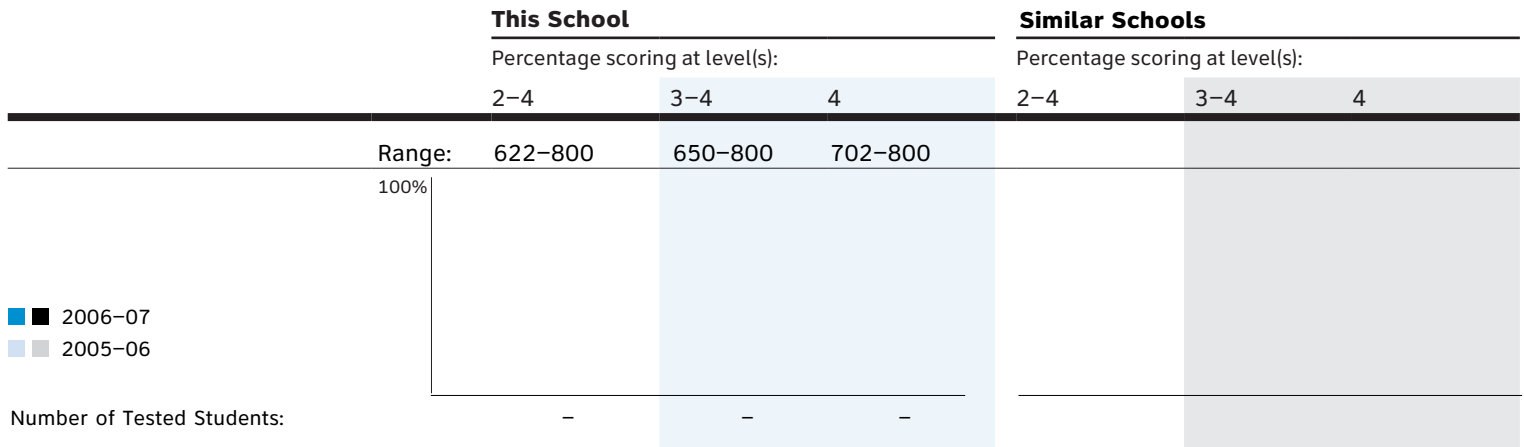 This School Similar Schools
Percentage scoring at level(s): Percentage scoring at level(s):
2–4 3–4 4 2–4 3–4 4
Range: 622–800 650–800 702–800
100%
2006–07
2005–06
Number of Tested Students: – – –